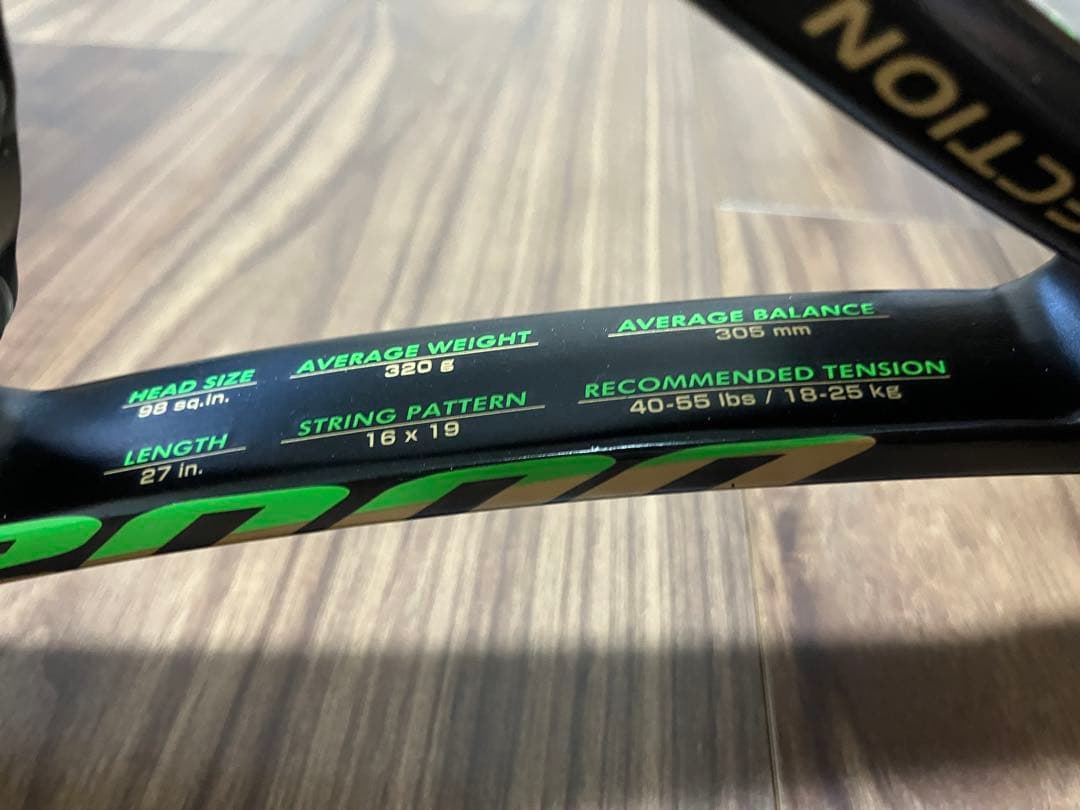 ECTION
HEAD SIZE
98 sq.in.
AVERAGE WEIGHT
320 g
AVERAGE BALANCE
305 mm
LENGTH
27 in.
STRING PATTERN
16 x 19
RECOMMENDED TENSION
40-55 lbs / 18-25 kg